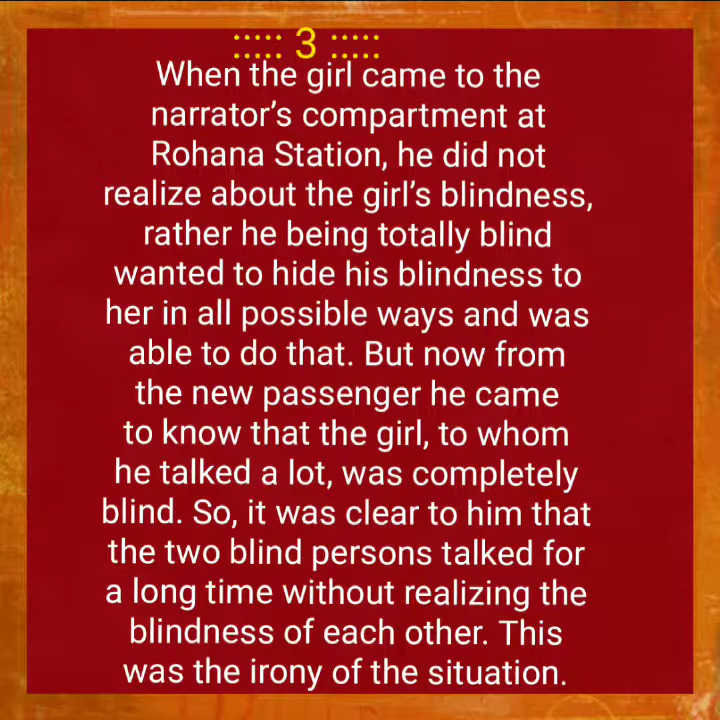 ::::: 3 :::::
When the girl came to the
narrator's compartment at
Rohana Station, he did not
realize about the girl's blindness,
rather he being totally blind
wanted to hide his blindness to
her in all possible ways and was
able to do that. But now from
the new passenger he came
to know that the girl, to whom
he talked a lot, was completely
blind. So, it was clear to him that
the two blind persons talked for
a long time without realizing the
blindness of each other. This
was the irony of the situation.